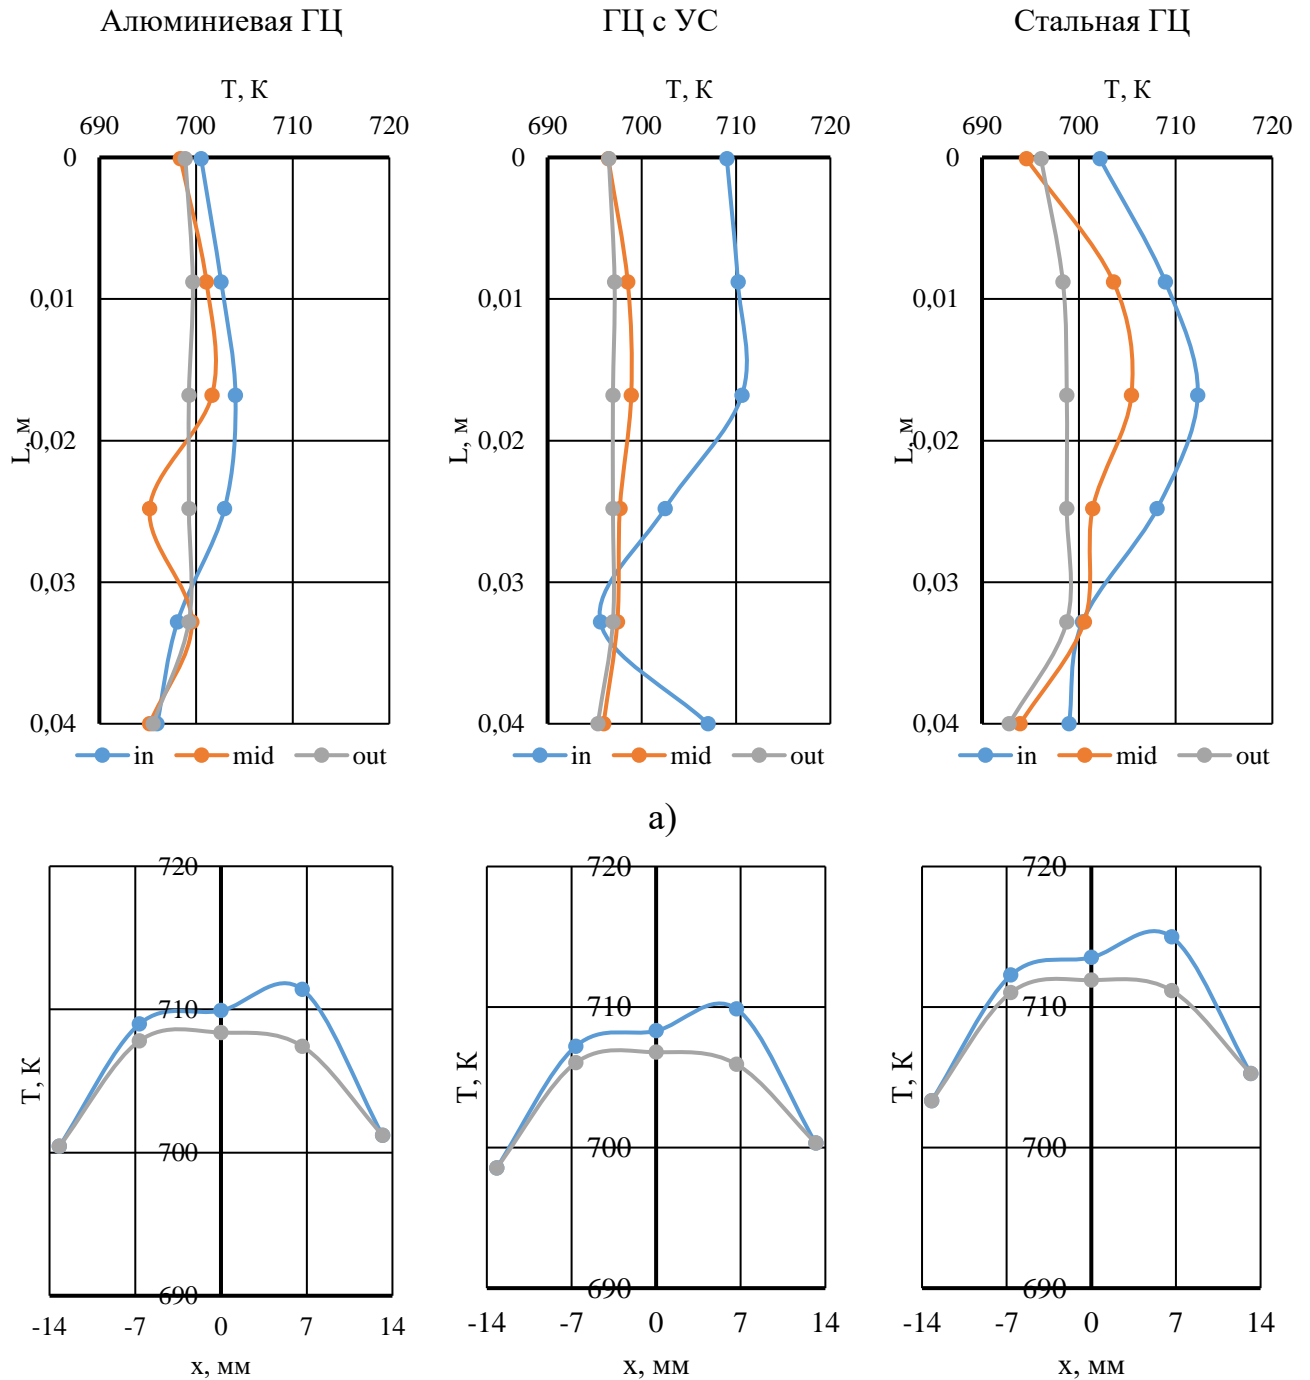 Алюминиевая ГЦ
ГЦ с УС
Стальная ГЦ
Т, К
Т, К
Т, К
690 700 710 720
690 700 710 720
690 700 710 720
0
0,01
0,02
0,03
0,04
L, м
0
0,01
0,02
0,03
0,04
L, м
0
0,01
0,02
0,03
0,04
L, м
in mid out
in mid out
in mid out
а)
720
710
700
690
Т, К
-14 -7 0 7 14
х, мм
720
710
700
690
Т, К
-14 -7 0 7 14
х, мм
720
710
700
690
Т, К
-14 -7 0 7 14
х, мм